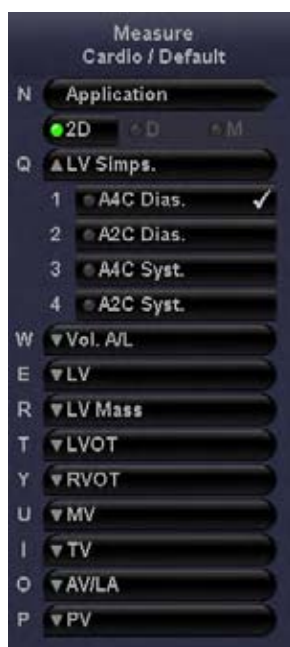 Measure
Cardio / Default
N Application
2D D M
Q LV Simps.
1 A4C Dias.
2 A2C Dias.
3 A4C Syst.
4 A2C Syst.
W Vol. A/L
E LV
R LV Mass
T LVOT
Y RVOT
U MV
I TV
O AV/LA
P PV